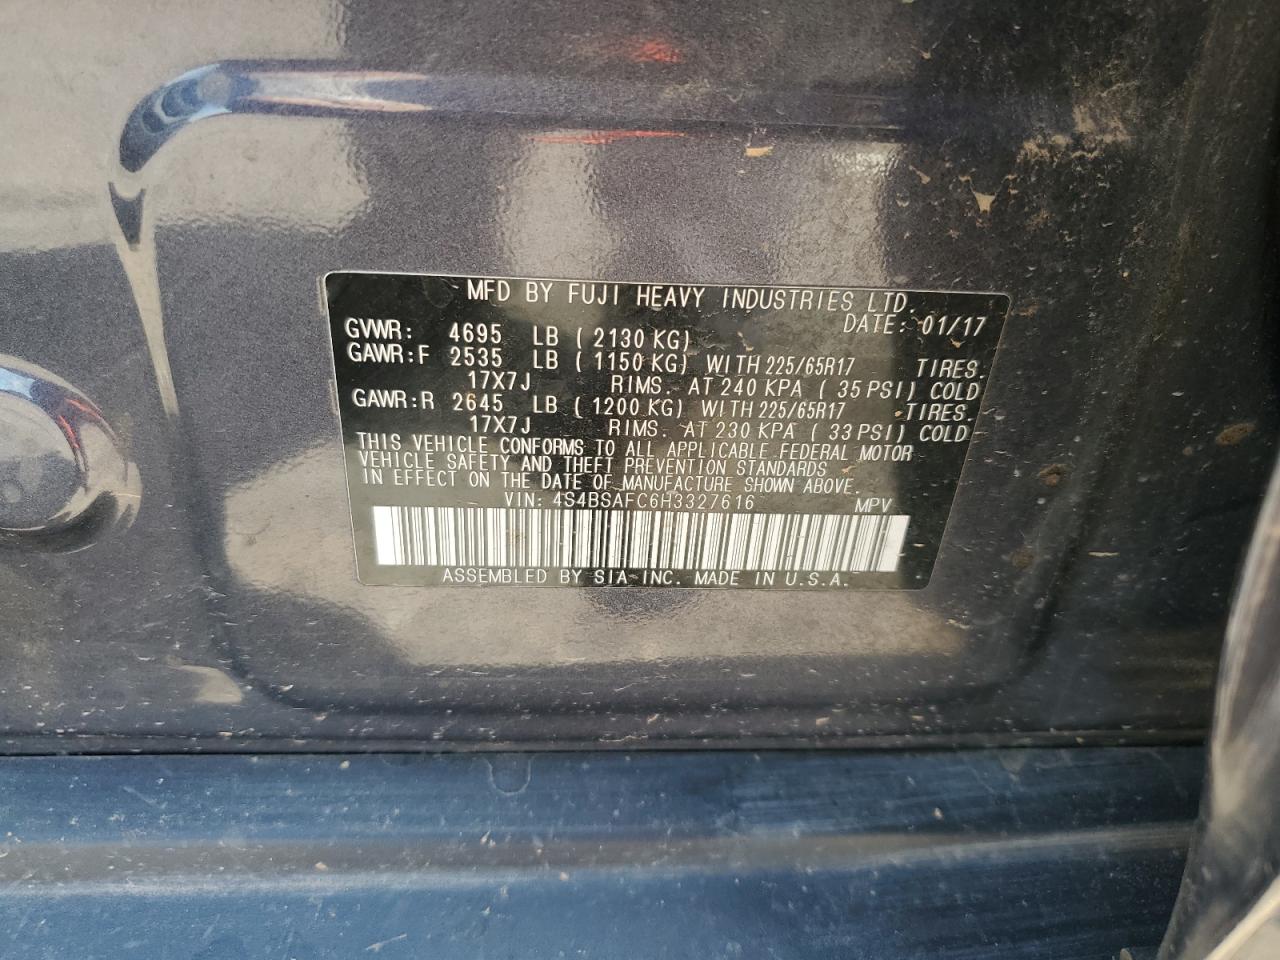 MFD BY FUJI HEAVY INDUSTRIES LTD.
DATE: 01/17
GVWR: 4695 LB ( 2130 KG)
GAWR:F 2535 LB ( 1150 KG) WITH 225/65R17 TIRES.
17X7J RIMS. AT 240 KPA ( 35 PSI) COLD
GAWR:R 2645 LB ( 1200 KG) WITH 225/65R17 TIRES.
17X7J RIMS. AT 230 KPA ( 33 PSI) COLD
THIS VEHICLE CONFORMS TO ALL APPLICABLE FEDERAL MOTOR
VEHICLE SAFETY AND THEFT PREVENTION STANDARDS
IN EFFECT ON THE DATE OF MANUFACTURE SHOWN ABOVE.
VIN: 4S4BSAFC6H3327616 MPV
ASSEMBLED BY SIA-INC. MADE IN U.S.A.